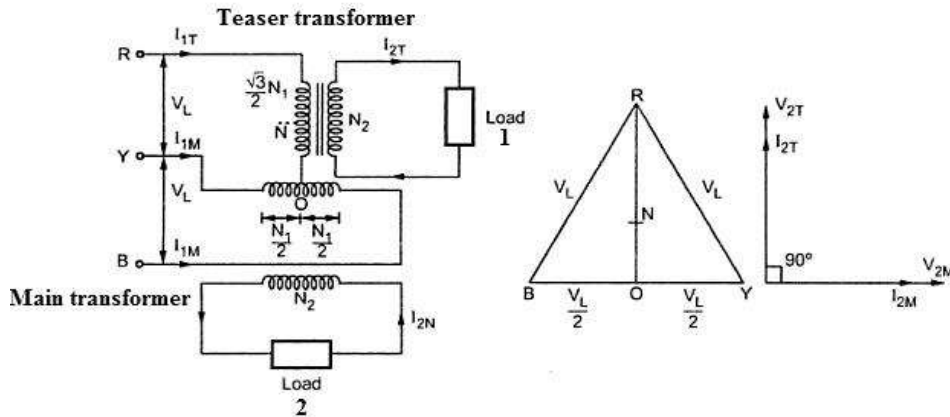 Teaser transformer
R
I1T
I2T
√3/2 N1
N̈
N2
VL
Load
1
Y
I1M
VL
O
N1/2
N1/2
B
I1M
Main transformer
N2
I2N
Load
2
R
VL
VL
N
B
VL/2
O
VL/2
Y
V2T
I2T
90°
V2M
I2M